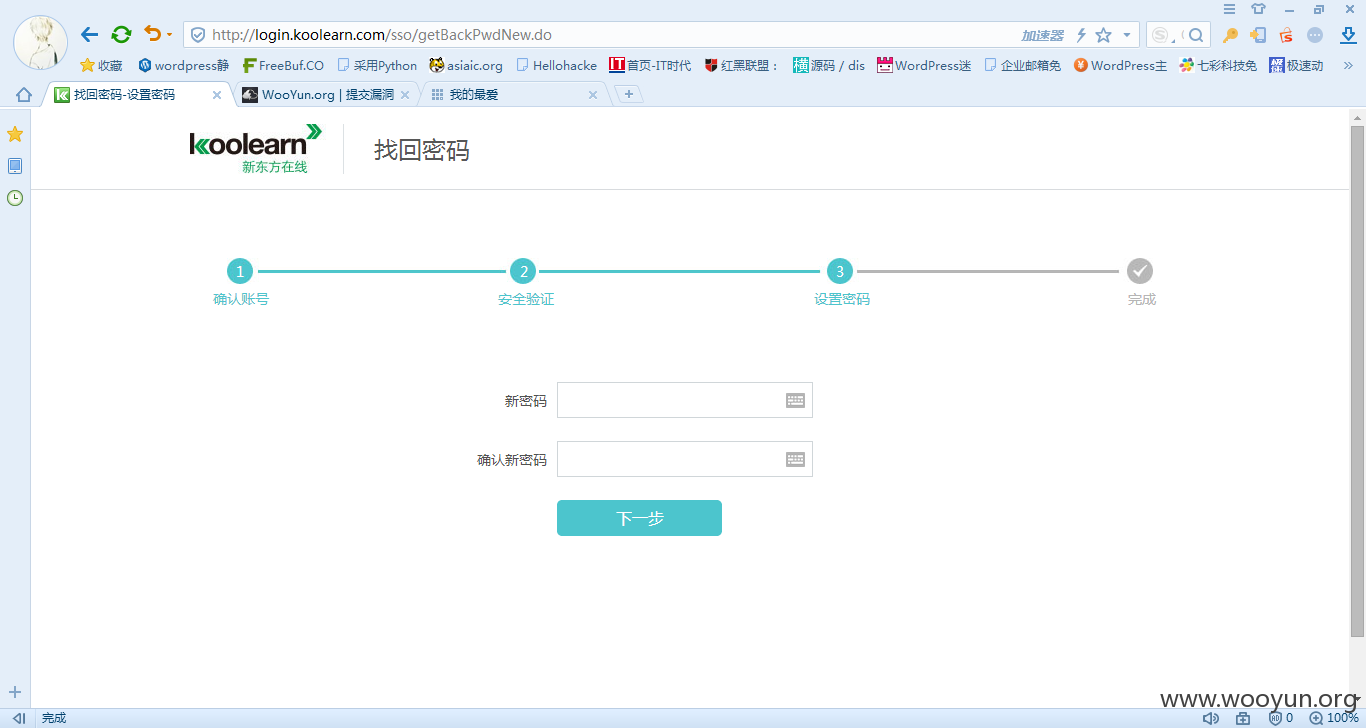 http://login.koolearn.com/sso/getBackPwdNew.do
加速器
收藏 wordpress静 FreeBuf.CO 采用Python asiaic.org Hellohacke 首页-IT时代 红黑联盟： 源码 / dis WordPress迷 企业邮箱免 WordPress主 七彩科技免 极速动 »
找回密码-设置密码 WooYun.org | 提交漏洞 我的最爱
koolearn
新东方在线
找回密码
1 2 3
确认账号 安全验证 设置密码 完成
新密码
确认新密码
下一步
www.wooyun.org
完成 0 100%